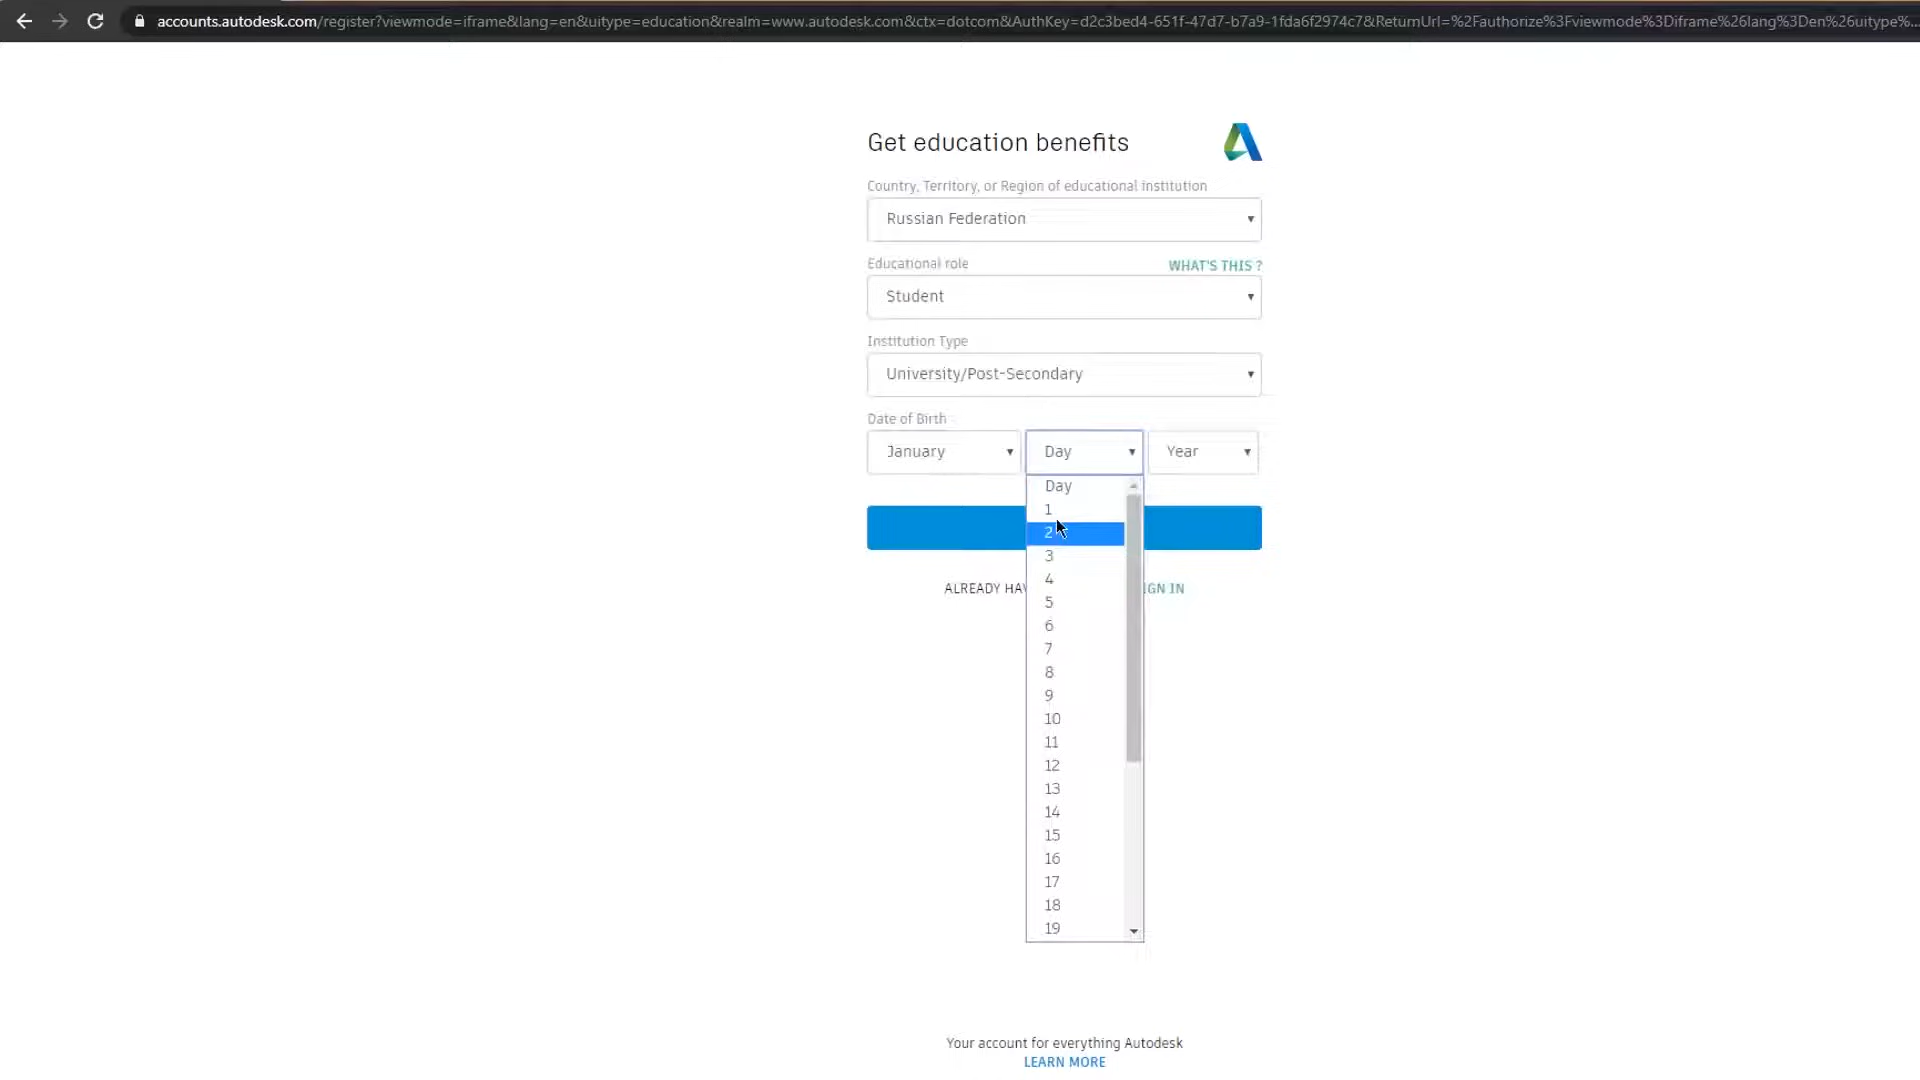 accounts.autodesk.com/register?viewmode=iframe&lang=en&uitype=education&realm=www.autodesk.com&ctx=dotcom&AuthKey=d2c3bed4-651f-47d7-b7a9-1fda6f2974c7&ReturnUrl=%2Fauthorize%3Fviewmode%3Diframe%26lang%3Den%26uitype%...
Get education benefits
Country, Territory, or Region of educational institution
Russian Federation
Educational role WHAT'S THIS ?
Student
Institution Type
University/Post-Secondary
Date of Birth
January Day Year
Day
1
2
3
ALREADY HAV IGN IN
4
5
6
7
8
9
10
11
12
13
14
15
16
17
18
19
Your account for everything Autodesk
LEARN MORE